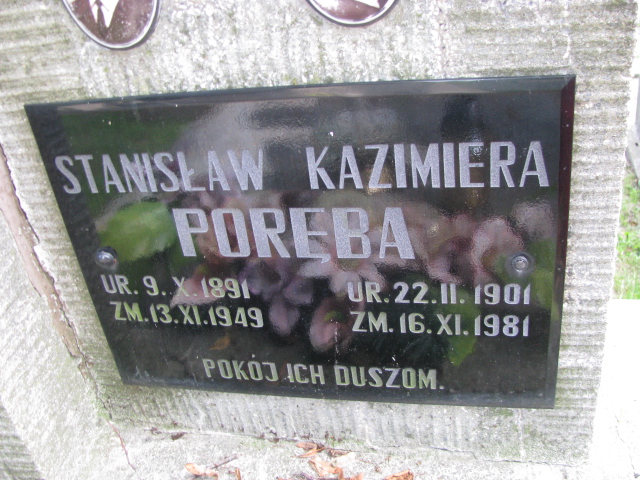 STANISŁAW KAZIMIERA
PORĘBA
UR. 9. X. 1891 UR. 22. II. 1901
ZM. 13. XI. 1949 ZM. 16. XI. 1981
POKÓJ ICH DUSZOM.